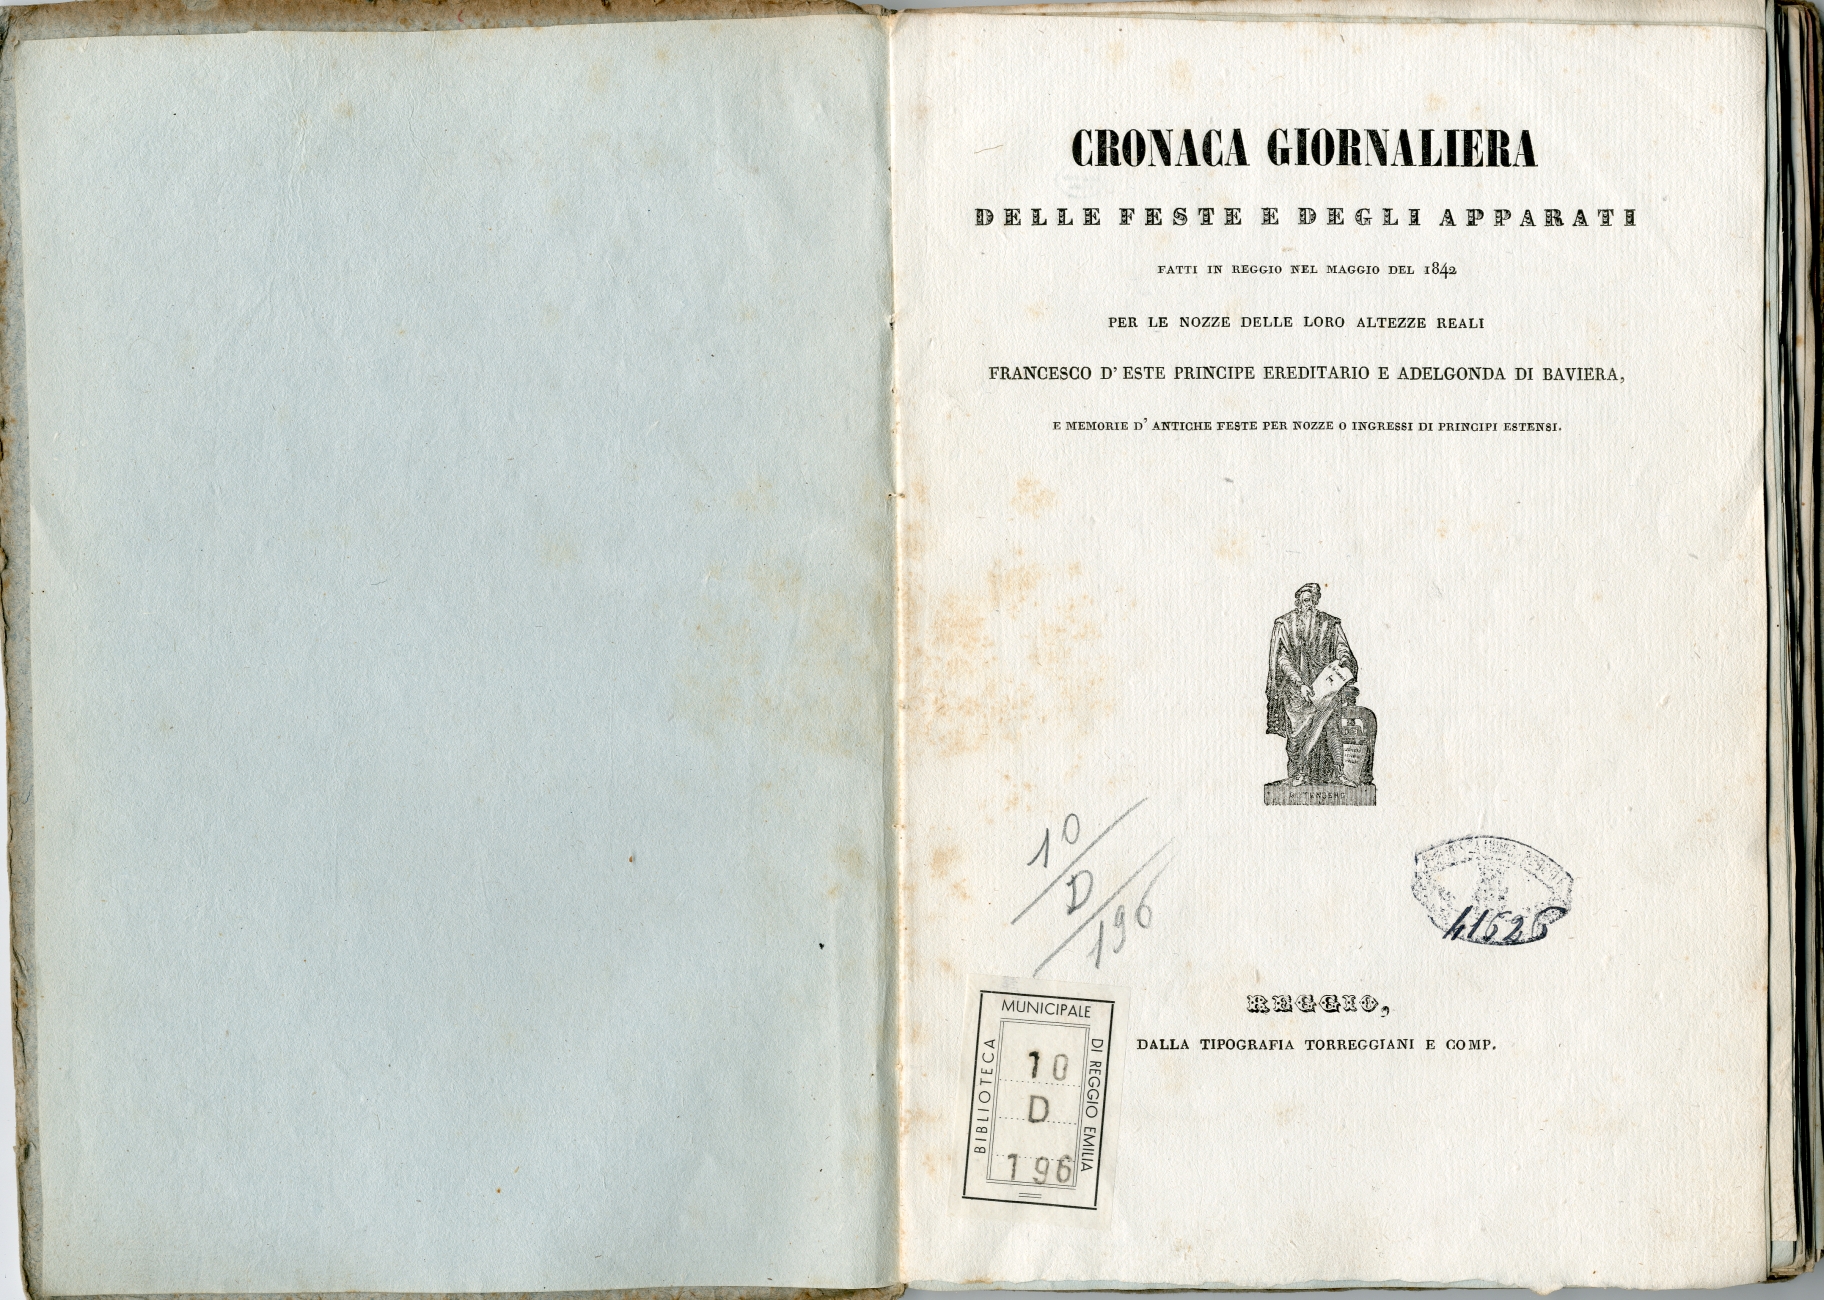 CRONACA GIORNALIERA
DELLE FESTE E DEGLI APPARATI
FATTI IN REGGIO NEL MAGGIO DEL 1842
PER LE NOZZE DELLE LORO ALTEZZE REALI
FRANCESCO D' ESTE PRINCIPE EREDITARIO E ADELGONDA DI BAVIERA,
E MEMORIE D' ANTICHE FESTE PER NOZZE O INGRESSI DI PRINCIPI ESTENSI.
10
D
196
41626
REGGIO,
DALLA TIPOGRAFIA TORREGGIANI E COMP.
BIBLIOTECA
MUNICIPALE
DI REGGIO EMILIA
10
D
196